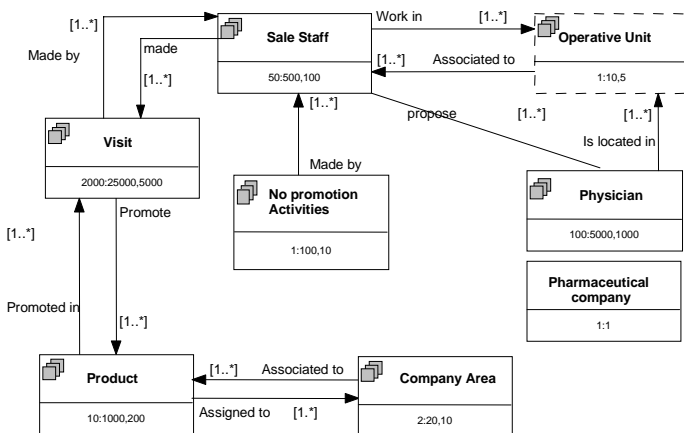 [1..*]
Sale Staff
50:500,100
Work in
[1..*]
Operative Unit
1:10,5
Made by
made
[1..*]
[1..*]
Associated to
[1..*]
propose
[1..*]
[1..*]
Is located in
Visit
2000:25000,5000
Made by
No promotion
Activities
1:100,10
Physician
100:5000,1000
Promote
[1..*]
Pharmaceutical
company
1:1
Promoted in
[1..*]
Product
10:1000,200
[1..*]
Associated to
Assigned to
[1..*]
Company Area
2:20,10